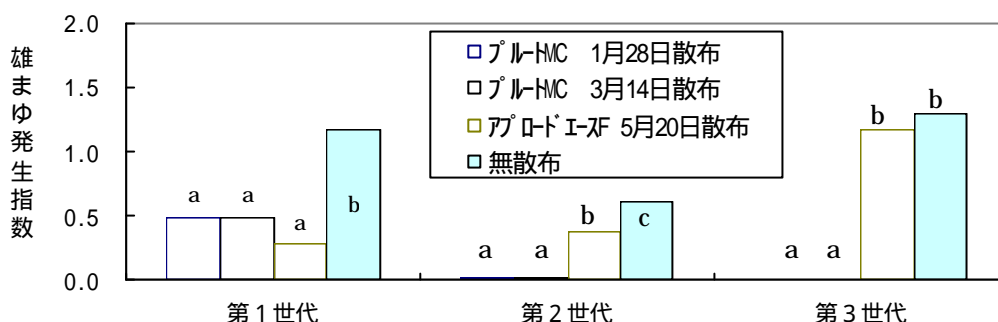 雄まゆ発生指数
2.0
1.5
1.0
0.5
0.0
プルートMC 1月28日散布
プルートMC 3月14日散布
アプロードエースF 5月20日散布
無散布
a a a b
a a b c
a a b b
第1世代 第2世代 第3世代